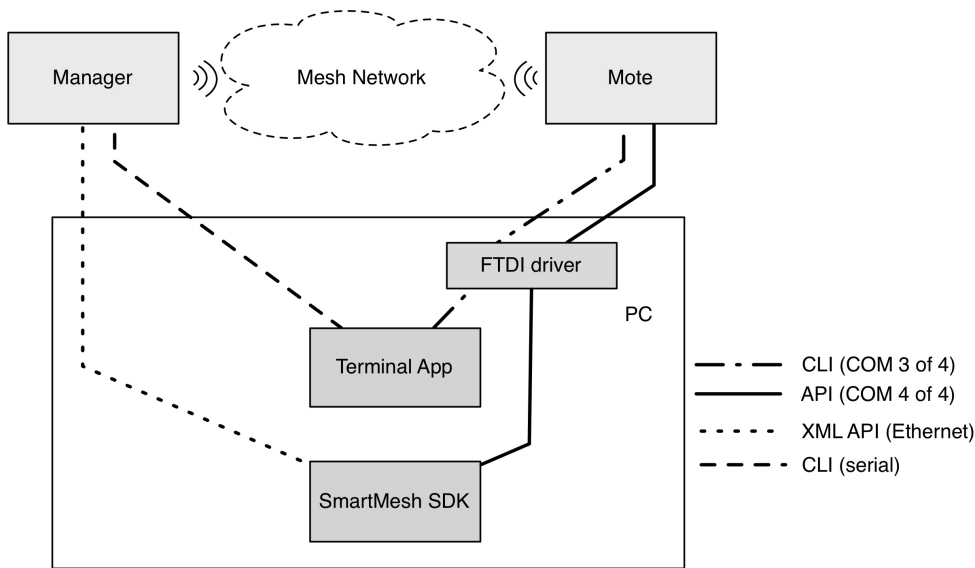 Manager
Mesh Network
Mote
FTDI driver
PC
Terminal App
SmartMesh SDK
CLI (COM 3 of 4)
API (COM 4 of 4)
XML API (Ethernet)
CLI (serial)